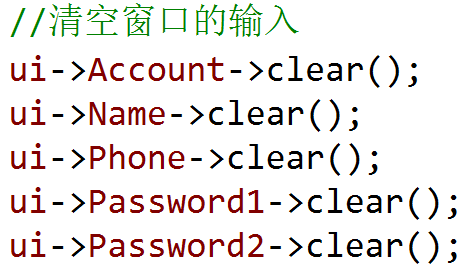 //清空窗口的输入
ui->Account->clear();
ui->Name->clear();
ui->Phone->clear();
ui->Password1->clear();
ui->Password2->clear();